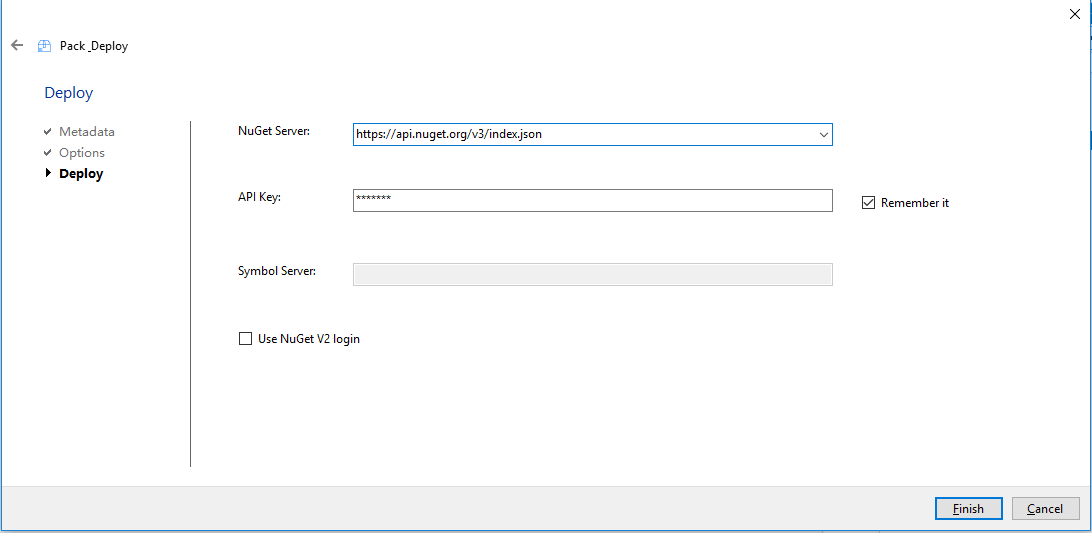 Pack _Deploy
Deploy
Metadata
Options
Deploy
NuGet Server:
https://api.nuget.org/v3/index.json
API Key:
*******
Remember it
Symbol Server:
Use NuGet V2 login
Finish
Cancel